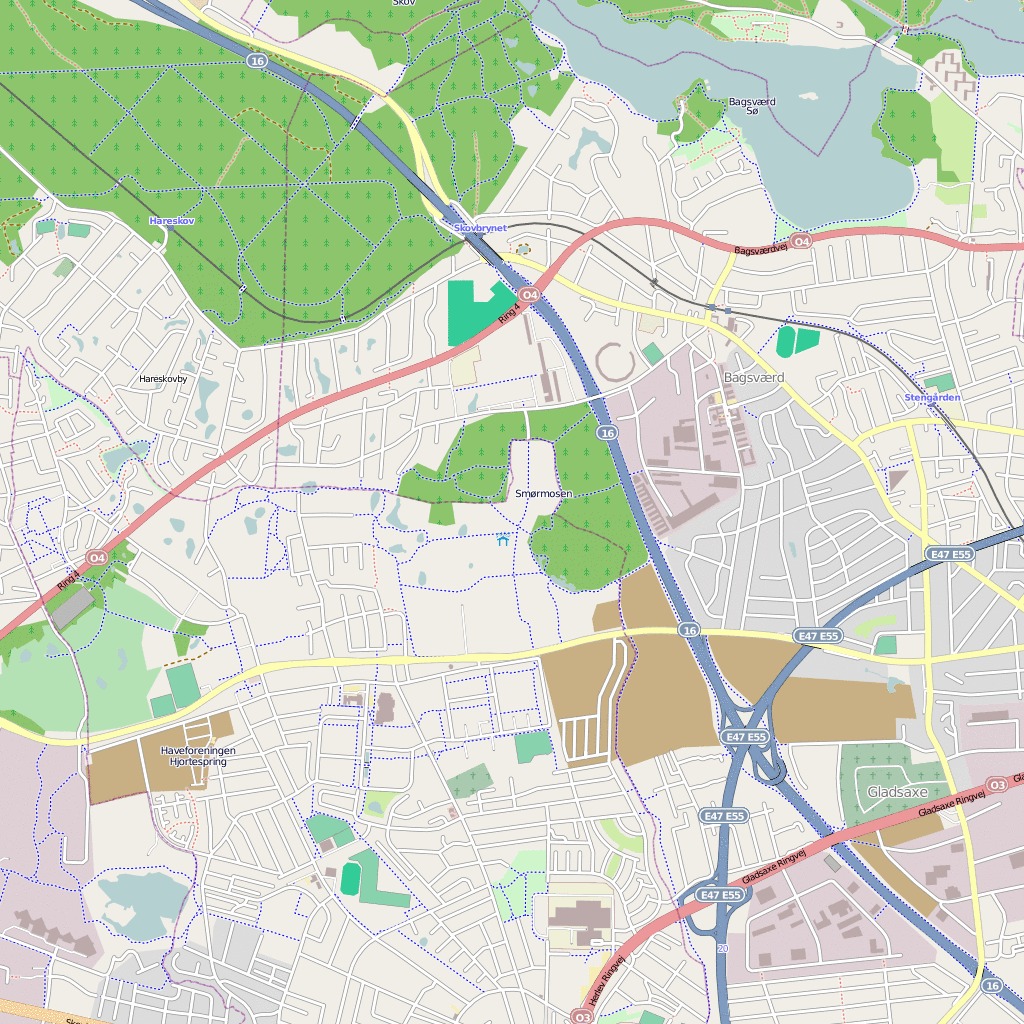 Skov
16
Bagsværd
Sø
Hareskov
Skovbrynet
O4
Bagsværdvej
O4
Ring 4
Hareskovby
Bagsværd
Stengården
16
Smørmosen
O4
E47 E55
Ring 4
16
E47 E55
E47 E55
Haveforeningen
Hjortespring
Gladsaxe
O3
Gladsaxe Ringvej
E47 E55
Gladsaxe Ringvej
E47 E55
20
Herlev Ringvej
16
O3